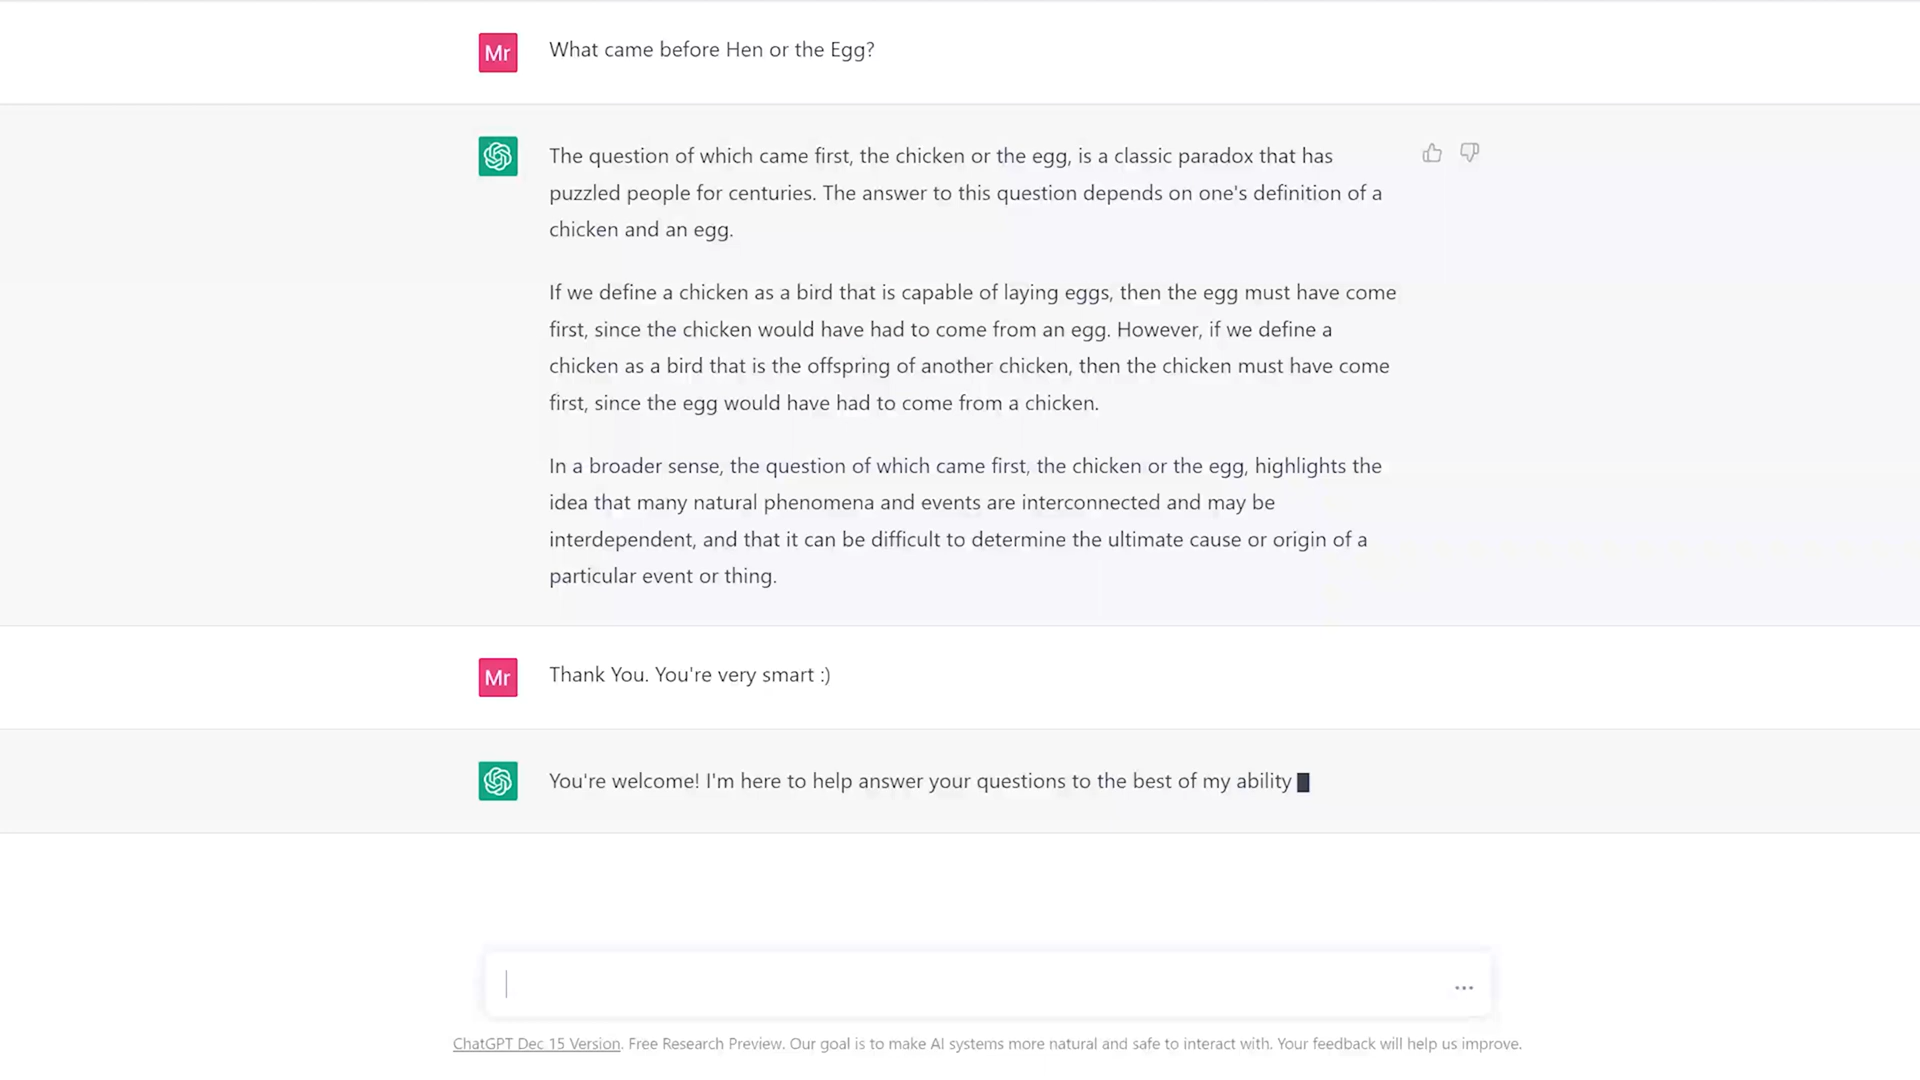 Mr
What came before Hen or the Egg?
The question of which came first, the chicken or the egg, is a classic paradox that has
puzzled people for centuries. The answer to this question depends on one's definition of a
chicken and an egg.
If we define a chicken as a bird that is capable of laying eggs, then the egg must have come
first, since the chicken would have had to come from an egg. However, if we define a
chicken as a bird that is the offspring of another chicken, then the chicken must have come
first, since the egg would have had to come from a chicken.
In a broader sense, the question of which came first, the chicken or the egg, highlights the
idea that many natural phenomena and events are interconnected and may be
interdependent, and that it can be difficult to determine the ultimate cause or origin of a
particular event or thing.
Mr
Thank You. You're very smart :)
You're welcome! I'm here to help answer your questions to the best of my ability
ChatGPT Dec 15 Version. Free Research Preview. Our goal is to make AI systems more natural and safe to interact with. Your feedback will help us improve.